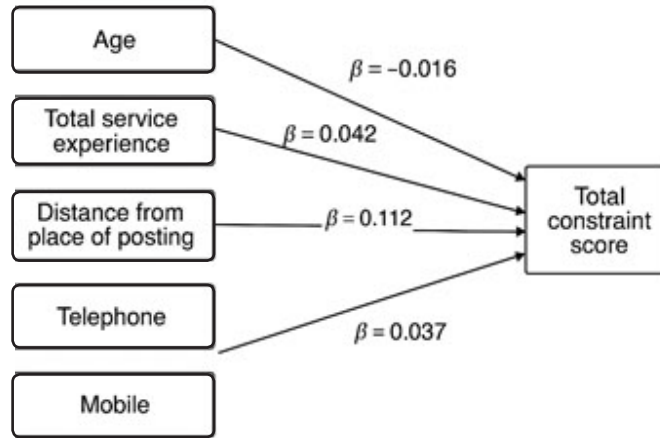 Age
β = −0.016
Total service
experience
β = 0.042
Distance from
place of posting
β = 0.112
Total
constraint
score
Telephone
β = 0.037
Mobile